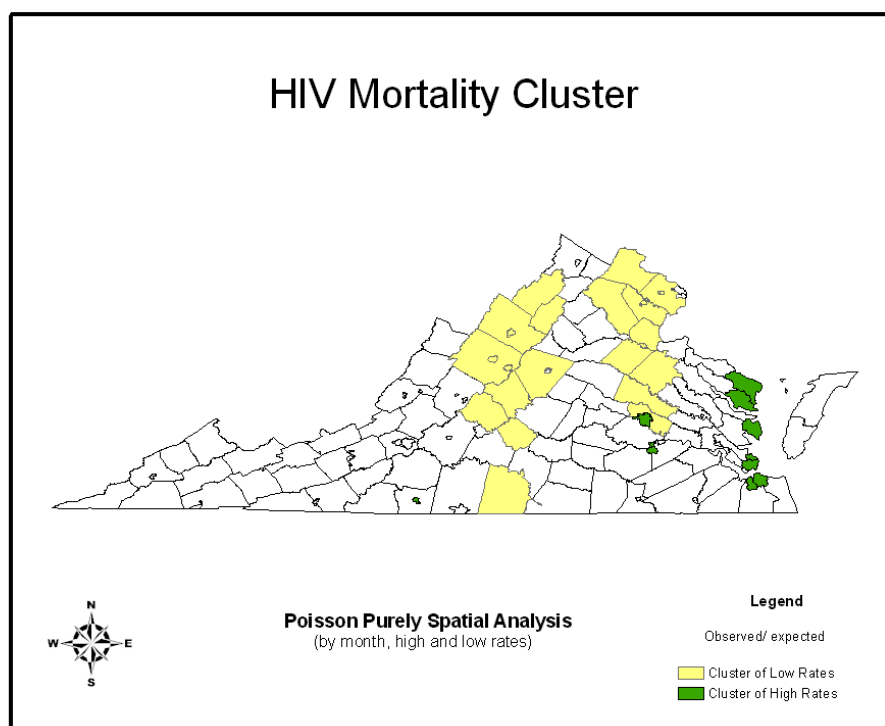 HIV Mortality Cluster
N
W E
S
Poisson Purely Spatial Analysis
(by month, high and low rates)
Legend
Observed/ expected
Cluster of Low Rates
Cluster of High Rates